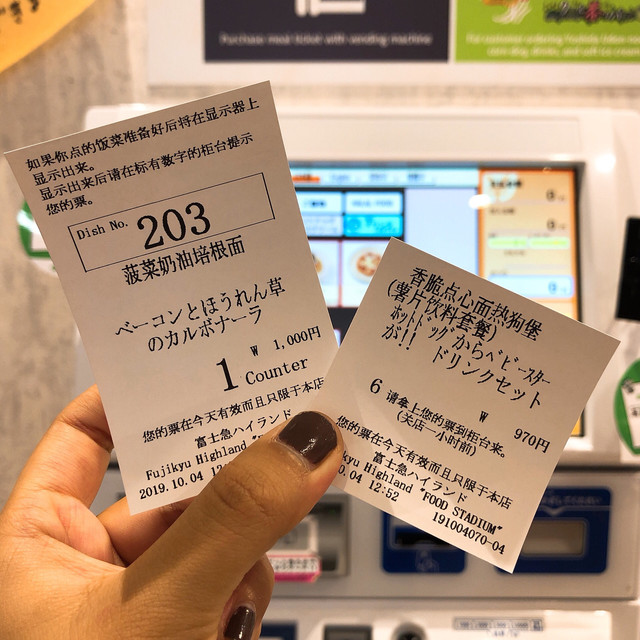 Purchase meal ticket with vending machine
如果你点的饭菜准备好后将在显示器上
显示出来。
显示出来后请在标有数字的柜台提示
您的票。
Dish No. 203
菠菜奶油培根面
ベーコンとほうれん草
のカルボナーラ
₩ 1,000円
1 Counter
您的票在今天有效而且只限于本店
富士急ハイランド
Fujikyu Highland
2019.10.04
香脆点心面热狗堡
(薯片饮料套餐)
ホットドッグ からベビースター
が!! ドリンクセット
₩ 970円
6 请拿上您的票到柜台来。
(关店一小时前)
您的票在今天有效而且只限于本店
富士急ハイランド
Fujikyu Highland "FOOD STADIUM"
0.04 12:52
191004070-04